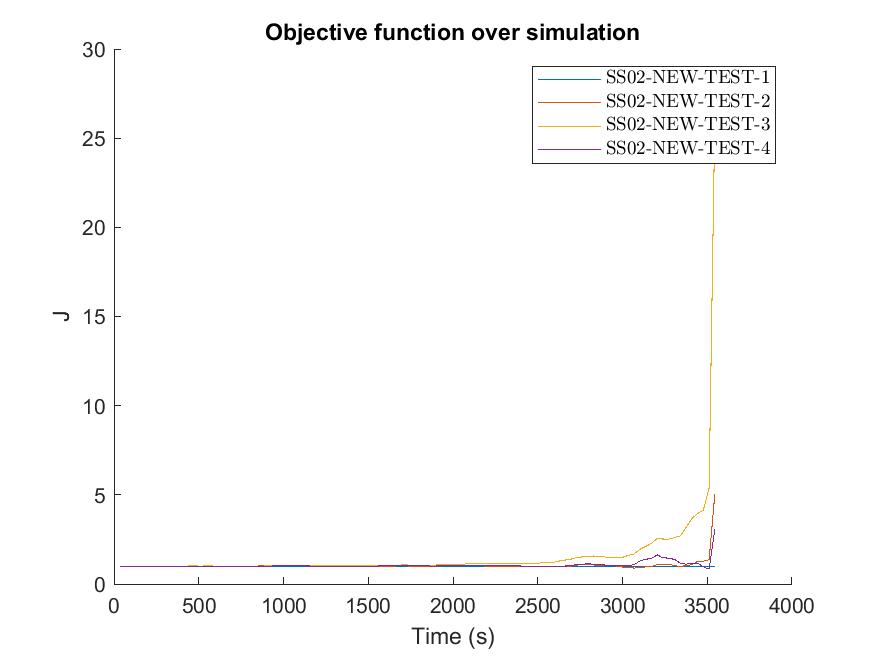 Objective function over simulation
30
25
20
15
10
5
0
J
SS02-NEW-TEST-1
SS02-NEW-TEST-2
SS02-NEW-TEST-3
SS02-NEW-TEST-4
0 500 1000 1500 2000 2500 3000 3500 4000
Time (s)